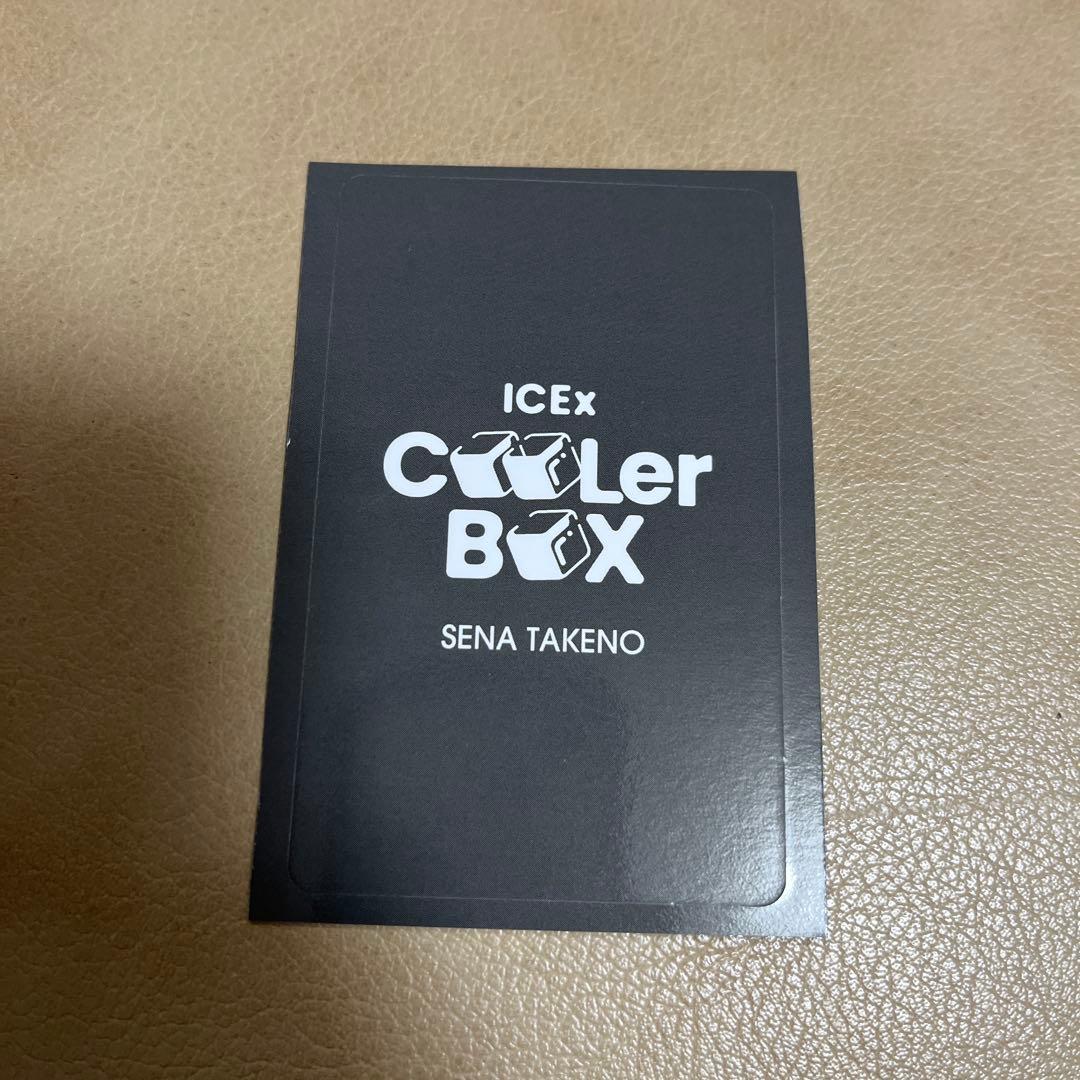 ICEx
CooLer
BOX
SENA TAKENO